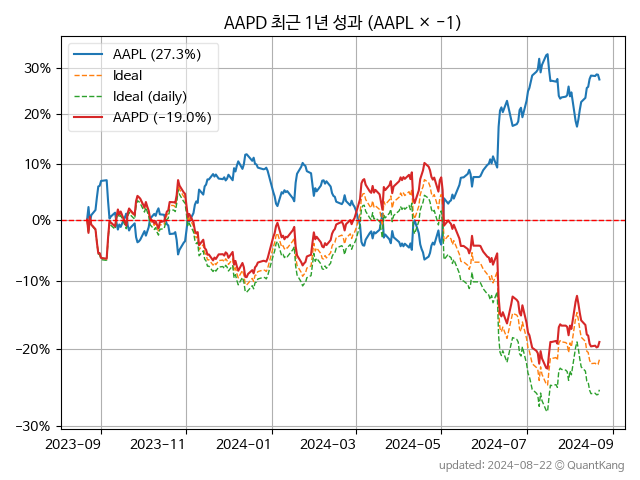 AAPD 최근 1년 성과 (AAPL × −1)
AAPL (27.3%)
Ideal
Ideal (daily)
AAPD (−19.0%)
30%
20%
10%
0%
−10%
−20%
−30%
2023-09 2023-11 2024-01 2024-03 2024-05 2024-07 2024-09
updated: 2024-08-22 © QuantKang